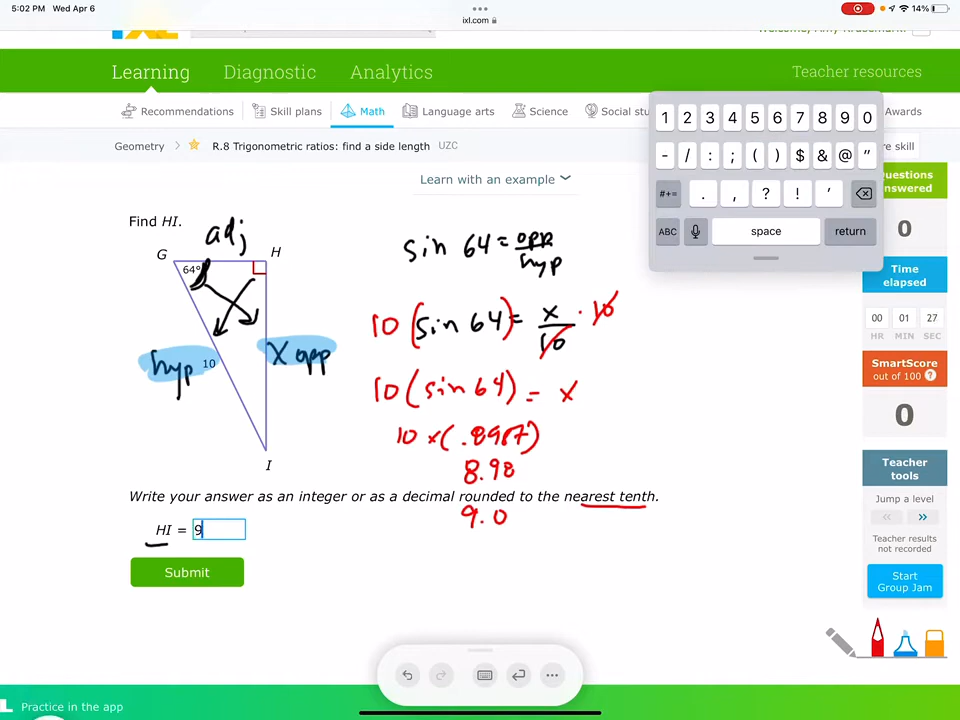 5:02 PM Wed Apr 6
ixl.com
14%
Learning Diagnostic Analytics Teacher resources
Recommendations Skill plans Math Language arts Science Social stu Awards
Geometry R.8 Trigonometric ratios: find a side length UZC
Learn with an example
1 2 3 4 5 6 7 8 9 0
- / : ; ( ) $ & @ "
#+= . , ? ! ’
ABC space return
Questions answered
0
Time elapsed
00 01 27
HR MIN SEC
SmartScore
out of 100 ?
0
Teacher tools
Jump a level
Teacher results not recorded
Start Group Jam
Find HI.
adj
G H
64°
hyp 10 x opp
I
sin 64 = opp/hyp
10 (sin 64) = x/10 · 10
10 (sin 64) = x
10 x (.8987)
8.98
9.0
Write your answer as an integer or as a decimal rounded to the nearest tenth.
HI = 9
Submit
Practice in the app